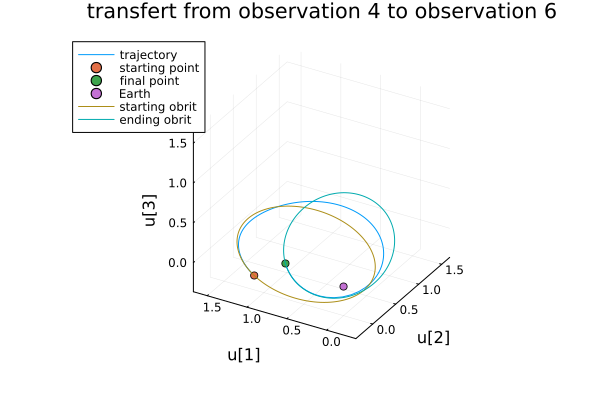 transfert from observation 4 to observation 6
trajectory
starting point
final point
Earth
starting obrit
ending obrit
1.5
1.0
0.5
0.0
u[3]
1.5
1.0
0.5
0.0
u[1]
0.0
0.5
1.0
1.5
u[2]